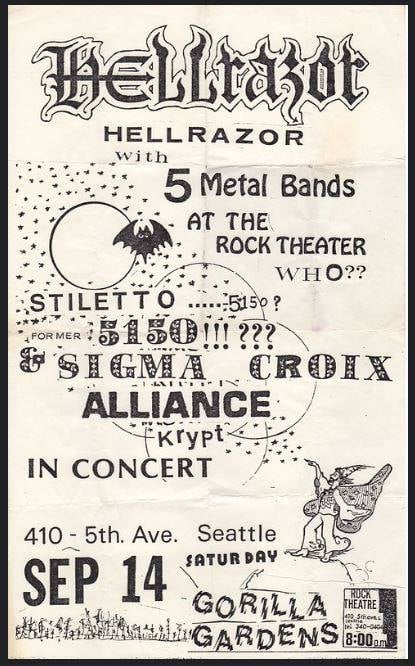 Hellrazor
HELLRAZOR
with
5 Metal Bands
AT THE
ROCK THEATER
WHO??
STILETTO ..... 5150?
FORMER 5150!!! ???
& SIGMA CROIX
ALLIANCE
Krypt
IN CONCERT
410 - 5th. Ave. Seattle
SATURDAY
SEP 14
GORILLA
GARDENS
ROCK
THEATRE
8:00 p.m.